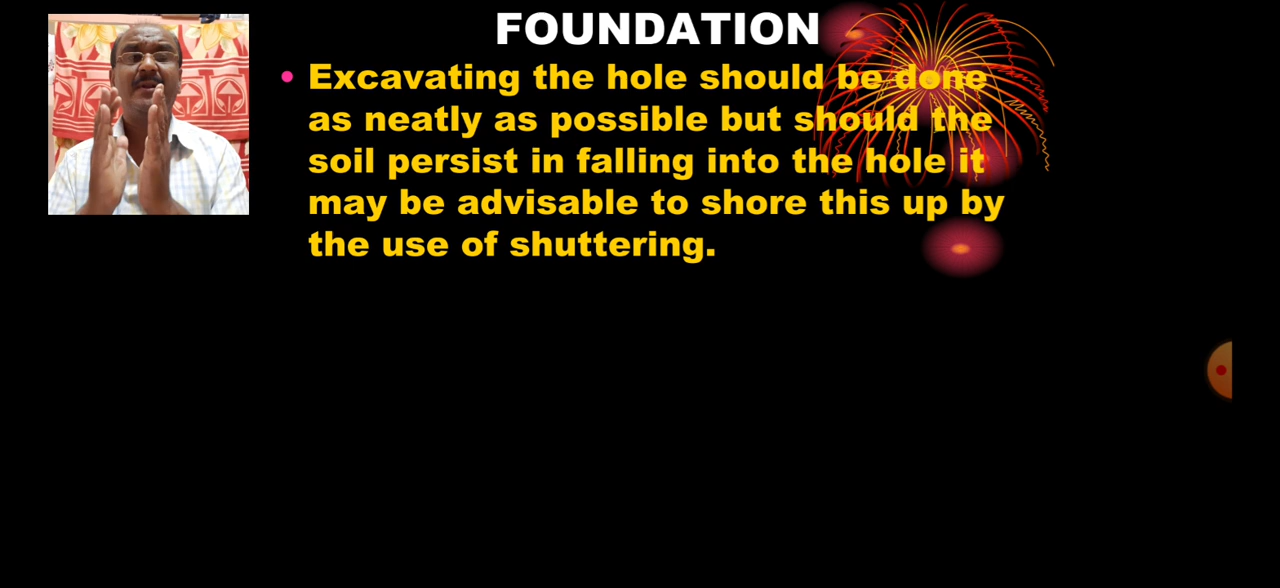 FOUNDATION
• Excavating the hole should be done
as neatly as possible but should the
soil persist in falling into the hole it
may be advisable to shore this up by
the use of shuttering.